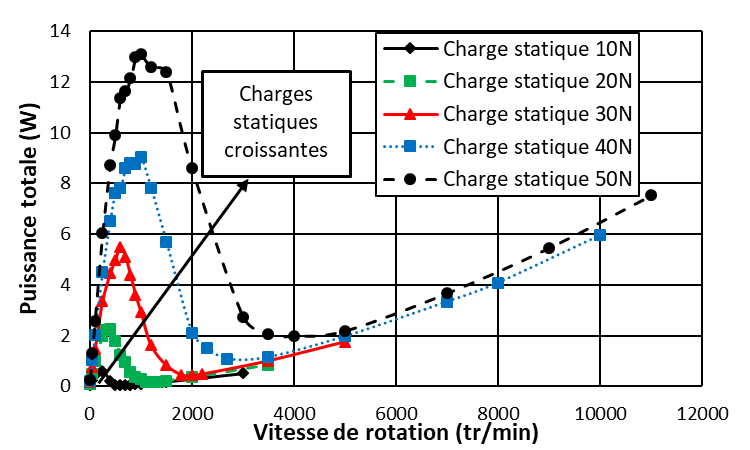 14
12
10
8
6
4
2
0
Puissance totale (W)
Charge statique 10N
Charge statique 20N
Charge statique 30N
Charge statique 40N
Charge statique 50N
Charges
statiques
croissantes
0
2000
4000
6000
8000
10000
12000
Vitesse de rotation (tr/min)